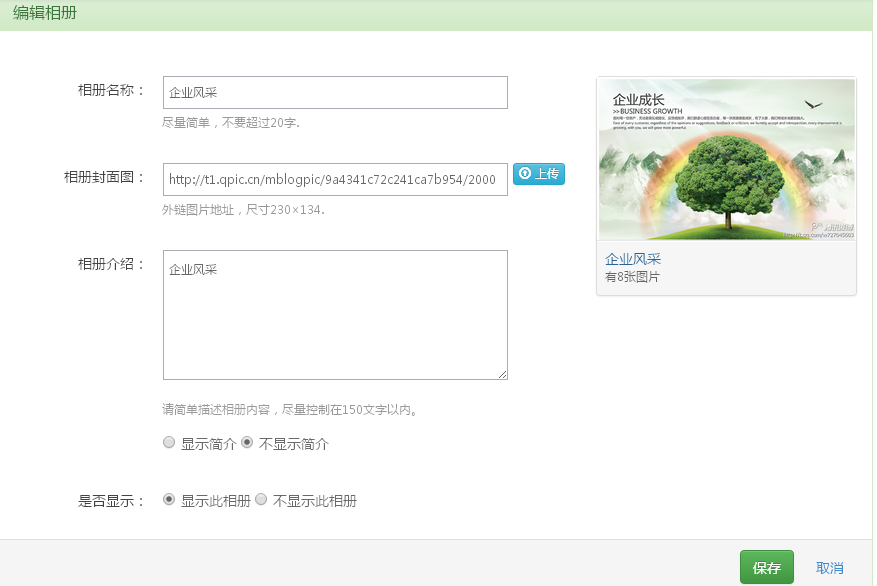 编辑相册
相册名称：
企业风采
尽量简单，不要超过20字.
相册封面图：
http://t1.qpic.cn/mblogpic/9a4341c72c241ca7b954/2000
上传
外链图片地址，尺寸230×134.
相册介绍：
企业风采
请简单描述相册内容，尽量控制在150文字以内。
显示简介 不显示简介
是否显示：
显示此相册 不显示此相册
企业成长
>>BUSINESS GROWTH
企业风采
有8张图片
保存
取消